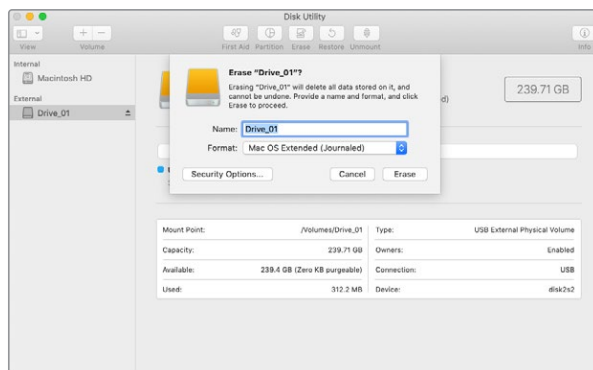 Disk Utility
View
Volume
First Aid
Partition
Erase
Restore
Unmount
Info
Internal
Macintosh HD
External
Drive_01
Erase “Drive_01”?
Erasing “Drive_01” will delete all data stored on it, and
cannot be undone. Provide a name and format, and click
Erase to proceed.
Name: Drive_01
Format: Mac OS Extended (Journaled)
Security Options...
Cancel
Erase
d)
239.71 GB
Mount Point: /Volumes/Drive_01
Type: USB External Physical Volume
Capacity: 239.71 GB
Owners: Enabled
Available: 239.4 GB (Zero KB purgeable)
Connection: USB
Used: 312.2 MB
Device: disk2s2